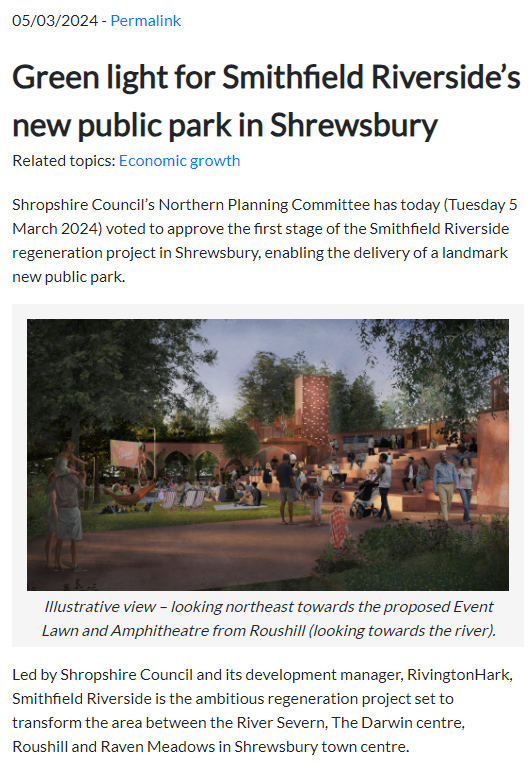 05/03/2024 - Permalink
Green light for Smithfield Riverside’s
new public park in Shrewsbury
Related topics: Economic growth
Shropshire Council’s Northern Planning Committee has today (Tuesday 5
March 2024) voted to approve the first stage of the Smithfield Riverside
regeneration project in Shrewsbury, enabling the delivery of a landmark
new public park.
Illustrative view – looking northeast towards the proposed Event
Lawn and Amphitheatre from Roushill (looking towards the river).
Led by Shropshire Council and its development manager, RivingtonHark,
Smithfield Riverside is the ambitious regeneration project set to
transform the area between the River Severn, The Darwin centre,
Roushill and Raven Meadows in Shrewsbury town centre.